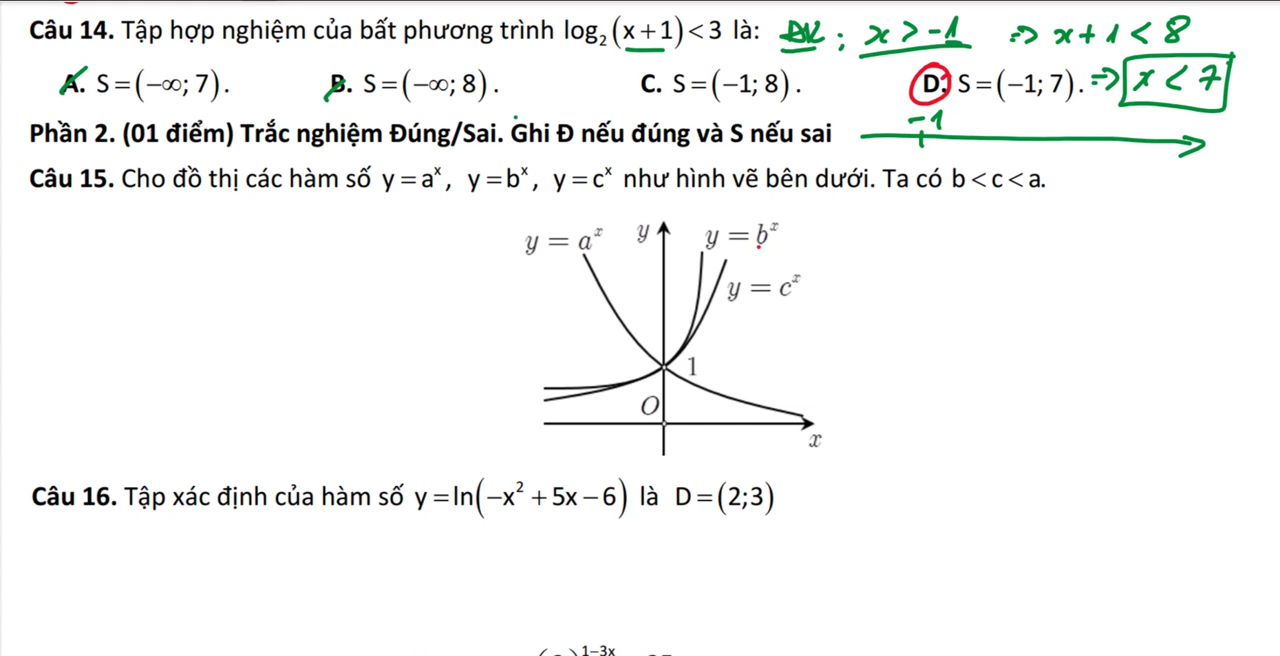 Câu 14. Tập hợp nghiệm của bất phương trình log₂(x+1)<3 là: ĐK: x > -1 ⇒ x + 1 < 8
A. S=(−∞; 7). B. S=(−∞; 8). C. S=(−1; 8). D. S=(−1; 7). ⇒ x < 7
-1
Phần 2. (01 điểm) Trắc nghiệm Đúng/Sai. Ghi Đ nếu đúng và S nếu sai
Câu 15. Cho đồ thị các hàm số y=aˣ, y=bˣ, y=cˣ như hình vẽ bên dưới. Ta có b<c<a.
y = aˣ y y = bˣ
y = cˣ
1
O
x
Câu 16. Tập xác định của hàm số y=ln(−x²+5x−6) là D=(2;3)
1−3x